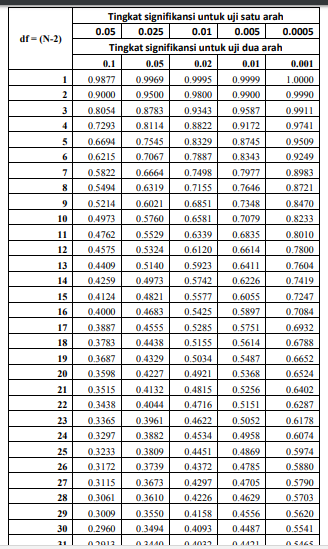 Tingkat signifikansi untuk uji satu arah
df = (N-2) 0.05 0.025 0.01 0.005 0.0005
Tingkat signifikansi untuk uji dua arah
0.1 0.05 0.02 0.01 0.001
1 0.9877 0.9969 0.9995 0.9999 1.0000
2 0.9000 0.9500 0.9800 0.9900 0.9990
3 0.8054 0.8783 0.9343 0.9587 0.9911
4 0.7293 0.8114 0.8822 0.9172 0.9741
5 0.6694 0.7545 0.8329 0.8745 0.9509
6 0.6215 0.7067 0.7887 0.8343 0.9249
7 0.5822 0.6664 0.7498 0.7977 0.8983
8 0.5494 0.6319 0.7155 0.7646 0.8721
9 0.5214 0.6021 0.6851 0.7348 0.8470
10 0.4973 0.5760 0.6581 0.7079 0.8233
11 0.4762 0.5529 0.6339 0.6835 0.8010
12 0.4575 0.5324 0.6120 0.6614 0.7800
13 0.4409 0.5140 0.5923 0.6411 0.7604
14 0.4259 0.4973 0.5742 0.6226 0.7419
15 0.4124 0.4821 0.5577 0.6055 0.7247
16 0.4000 0.4683 0.5425 0.5897 0.7084
17 0.3887 0.4555 0.5285 0.5751 0.6932
18 0.3783 0.4438 0.5155 0.5614 0.6788
19 0.3687 0.4329 0.5034 0.5487 0.6652
20 0.3598 0.4227 0.4921 0.5368 0.6524
21 0.3515 0.4132 0.4815 0.5256 0.6402
22 0.3438 0.4044 0.4716 0.5151 0.6287
23 0.3365 0.3961 0.4622 0.5052 0.6178
24 0.3297 0.3882 0.4534 0.4958 0.6074
25 0.3233 0.3809 0.4451 0.4869 0.5974
26 0.3172 0.3739 0.4372 0.4785 0.5880
27 0.3115 0.3673 0.4297 0.4705 0.5790
28 0.3061 0.3610 0.4226 0.4629 0.5703
29 0.3009 0.3550 0.4158 0.4556 0.5620
30 0.2960 0.3494 0.4093 0.4487 0.5541